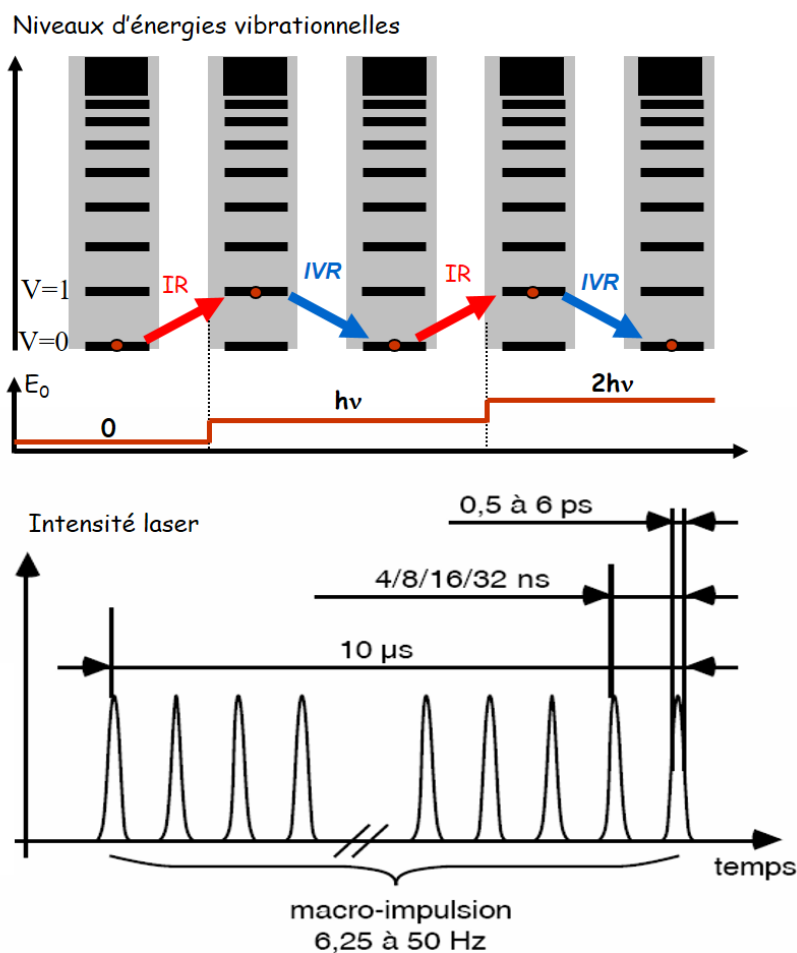 Niveaux d'énergies vibrationnelles
IR
IVR
IR
IVR
V=1
V=0
E₀
0
hν
2hν
0,5 à 6 ps
Intensité laser
4/8/16/32 ns
10 µs
temps
macro-impulsion
6,25 à 50 Hz